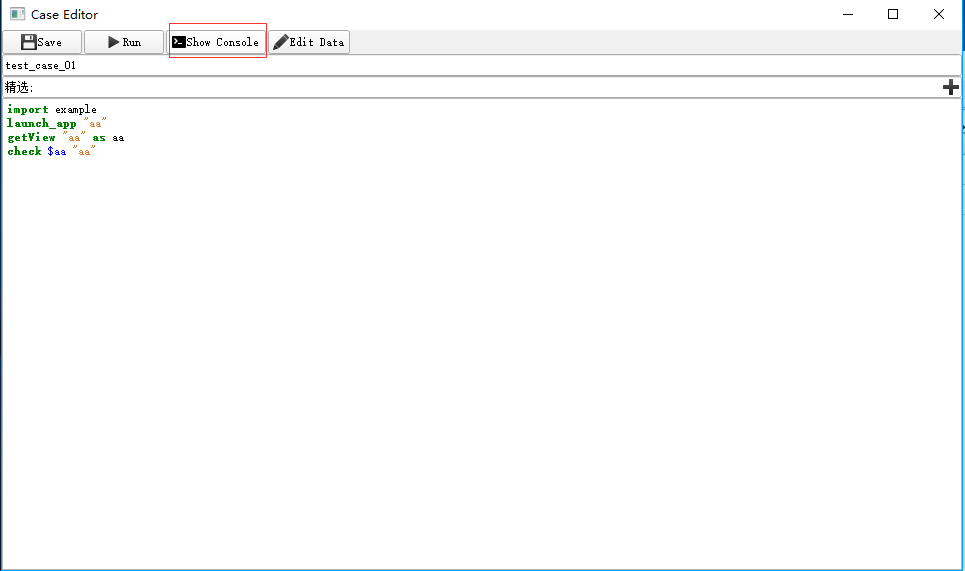 Case Editor
Save Run Show Console Edit Data
test_case_01
精选:
import example
launch_app "aa"
getView "aa" as aa
check $aa "aa"